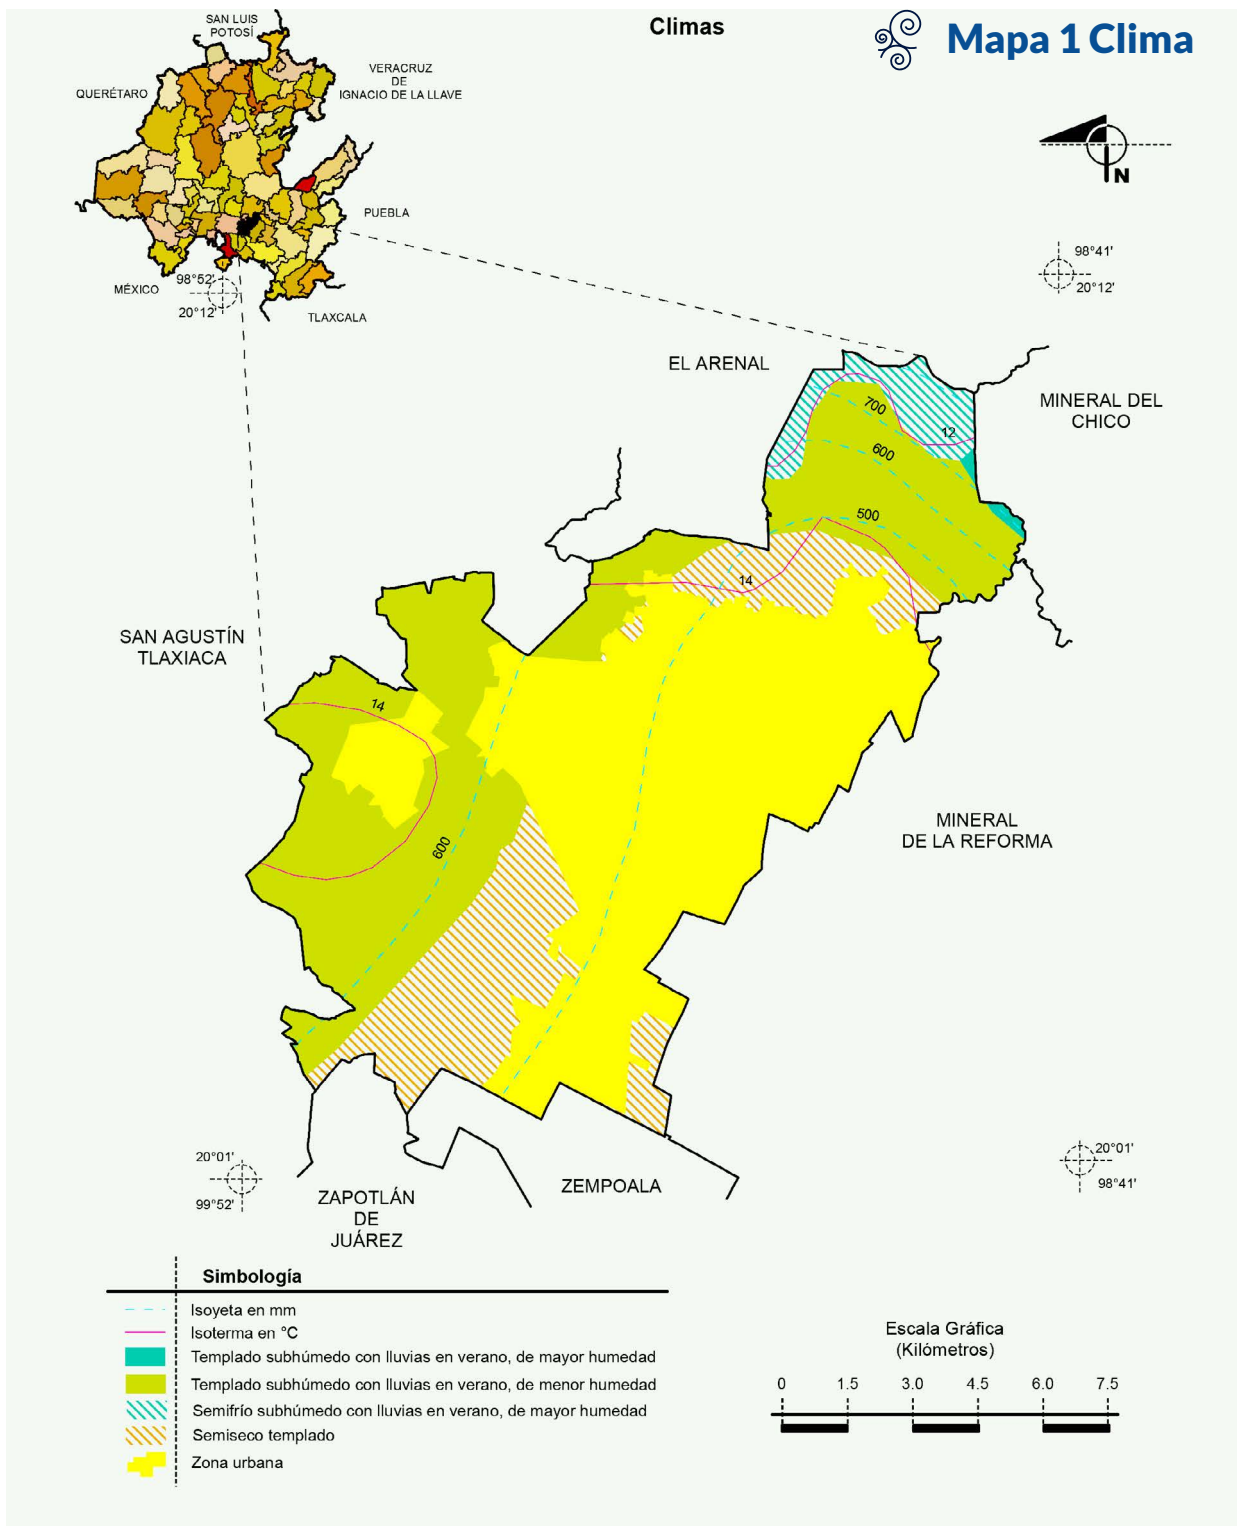 Climas
Mapa 1 Clima
SAN LUIS
POTOSÍ
QUERÉTARO
VERACRUZ
DE
IGNACIO DE LA LLAVE
PUEBLA
MÉXICO
TLAXCALA
98°52'
20°12'
N
98°41'
20°12'
EL ARENAL
MINERAL DEL
CHICO
700
12
600
500
14
SAN AGUSTÍN
TLAXIACA
14
600
MINERAL
DE LA REFORMA
20°01'
99°52'
20°01'
98°41'
ZAPOTLÁN
DE
JUÁREZ
ZEMPOALA
Simbología
Isoyeta en mm
Isoterma en °C
Templado subhúmedo con lluvias en verano, de mayor humedad
Templado subhúmedo con lluvias en verano, de menor humedad
Semifrío subhúmedo con lluvias en verano, de mayor humedad
Semiseco templado
Zona urbana
Escala Gráfica
(Kilómetros)
0 1.5 3.0 4.5 6.0 7.5